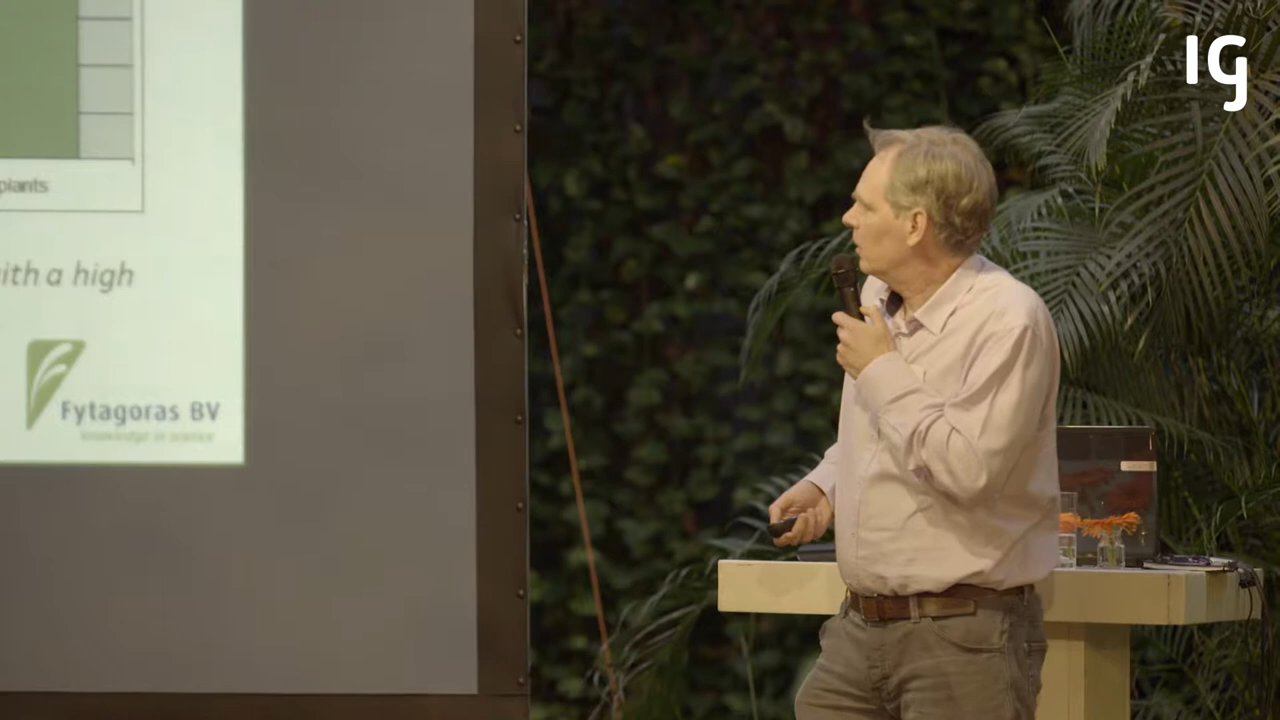 IG
plants
ith a high
Fytagoras BV
knowledge in science